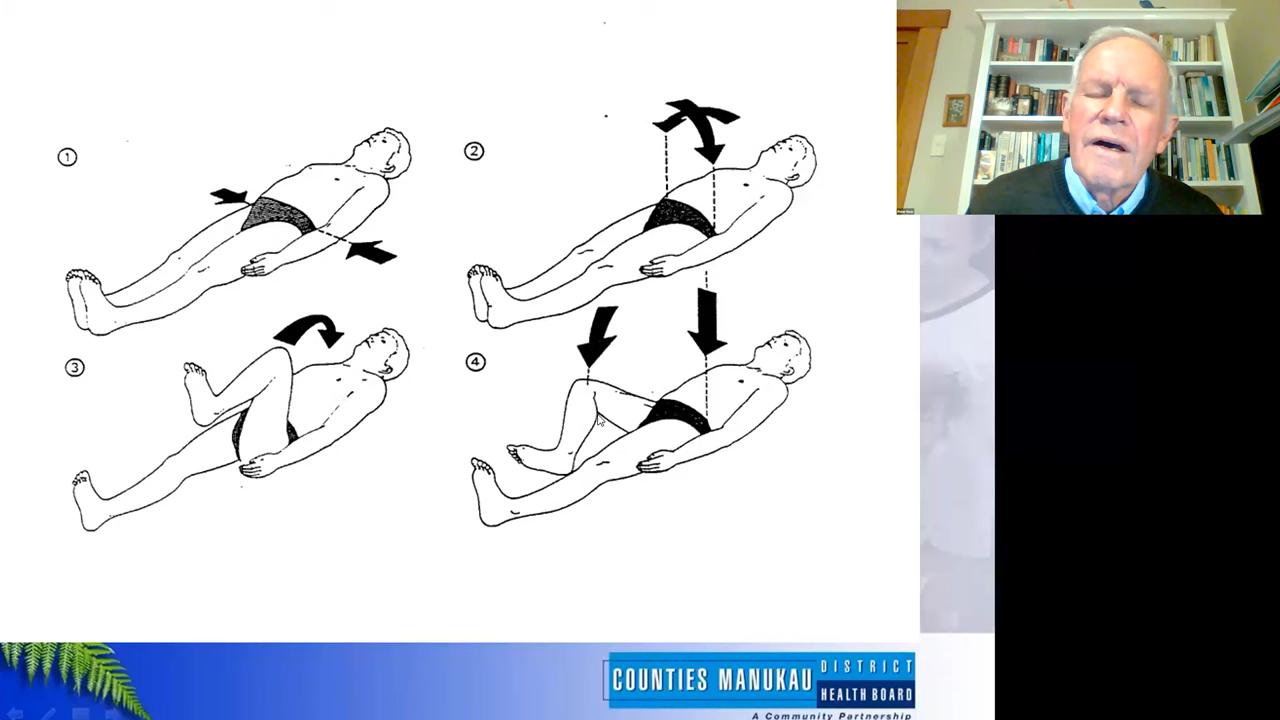 ①
②
③
④
COUNTIES MANUKAU
DISTRICT
HEALTH BOARD
A Community Partnership